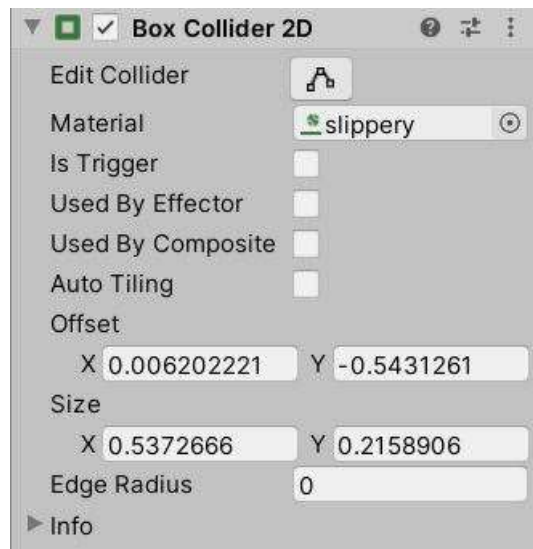 Box Collider 2D
Edit Collider
Material slippery
Is Trigger
Used By Effector
Used By Composite
Auto Tiling
Offset
X 0.006202221 Y -0.5431261
Size
X 0.5372666 Y 0.2158906
Edge Radius 0
Info